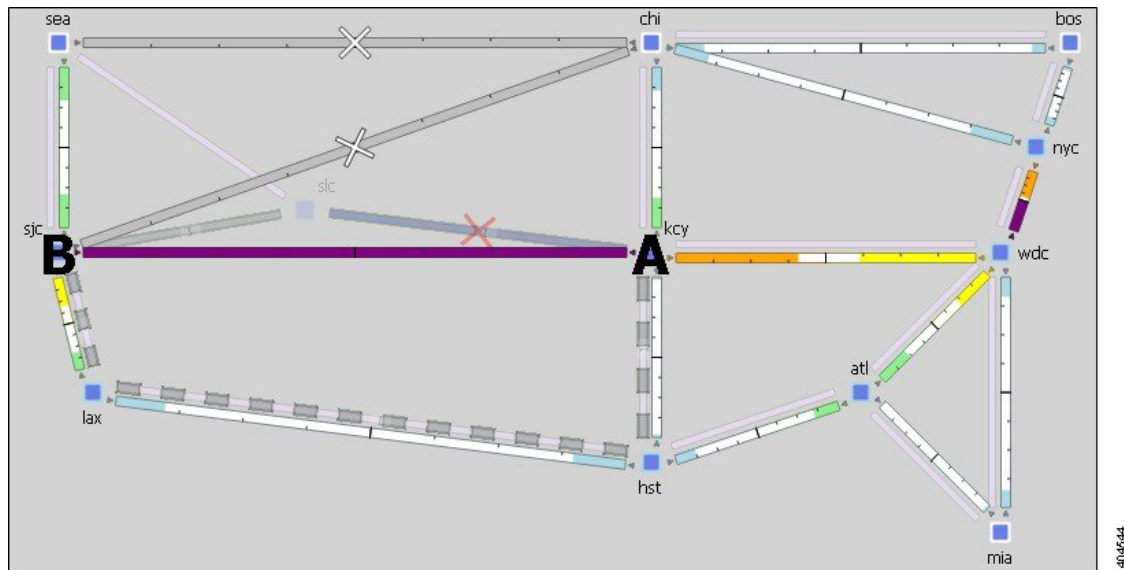 sea
chi
bos
nyc
slc
sjc
B
A
kcy
wdc
atl
lax
hst
mia
404544